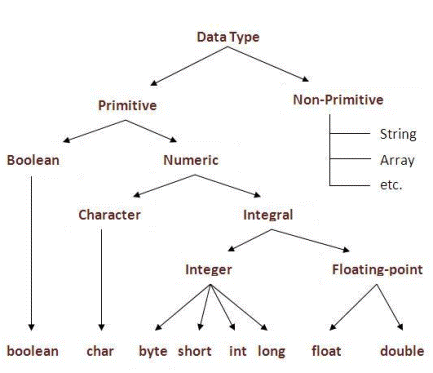 Data Type
Primitive
Non-Primitive
String
Array
etc.
Boolean
Numeric
Character
Integral
Integer
Floating-point
boolean char byte short int long float double